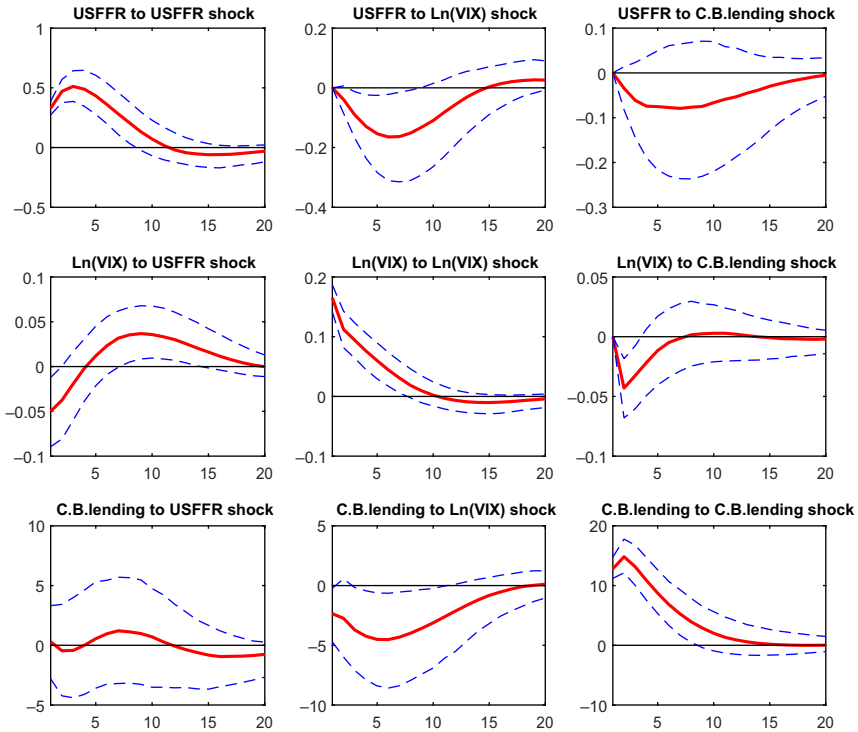 USFFR to USFFR shock
1
0.5
0
−0.5
5 10 15 20
USFFR to Ln(VIX) shock
0.2
0
−0.2
−0.4
5 10 15 20
USFFR to C.B.lending shock
0.1
0
−0.1
−0.2
−0.3
5 10 15 20
Ln(VIX) to USFFR shock
0.1
0.05
0
−0.05
−0.1
5 10 15 20
Ln(VIX) to Ln(VIX) shock
0.2
0.1
0
−0.1
5 10 15 20
Ln(VIX) to C.B.lending shock
0.05
0
−0.05
−0.1
5 10 15 20
C.B.lending to USFFR shock
10
5
0
−5
5 10 15 20
C.B.lending to Ln(VIX) shock
5
0
−5
−10
5 10 15 20
C.B.lending to C.B.lending shock
20
10
0
−10
5 10 15 20